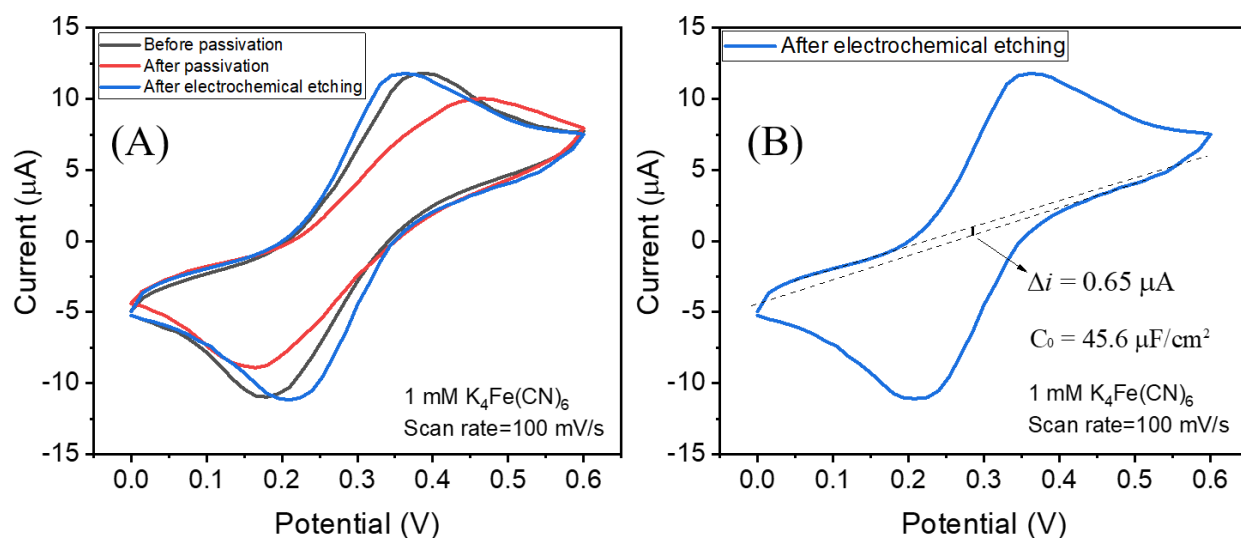 Before passivation
After passivation
After electrochemical etching
(A)
15
10
5
0
-5
-10
-15
Current (μA)
1 mM K₄Fe(CN)₆
Scan rate=100 mV/s
0.0 0.1 0.2 0.3 0.4 0.5 0.6
Potential (V)
After electrochemical etching
(B)
15
10
5
0
-5
-10
-15
Current (μA)
Δi = 0.65 μA
C₀ = 45.6 μF/cm²
1 mM K₄Fe(CN)₆
Scan rate=100 mV/s
0.0 0.1 0.2 0.3 0.4 0.5 0.6
Potential (V)